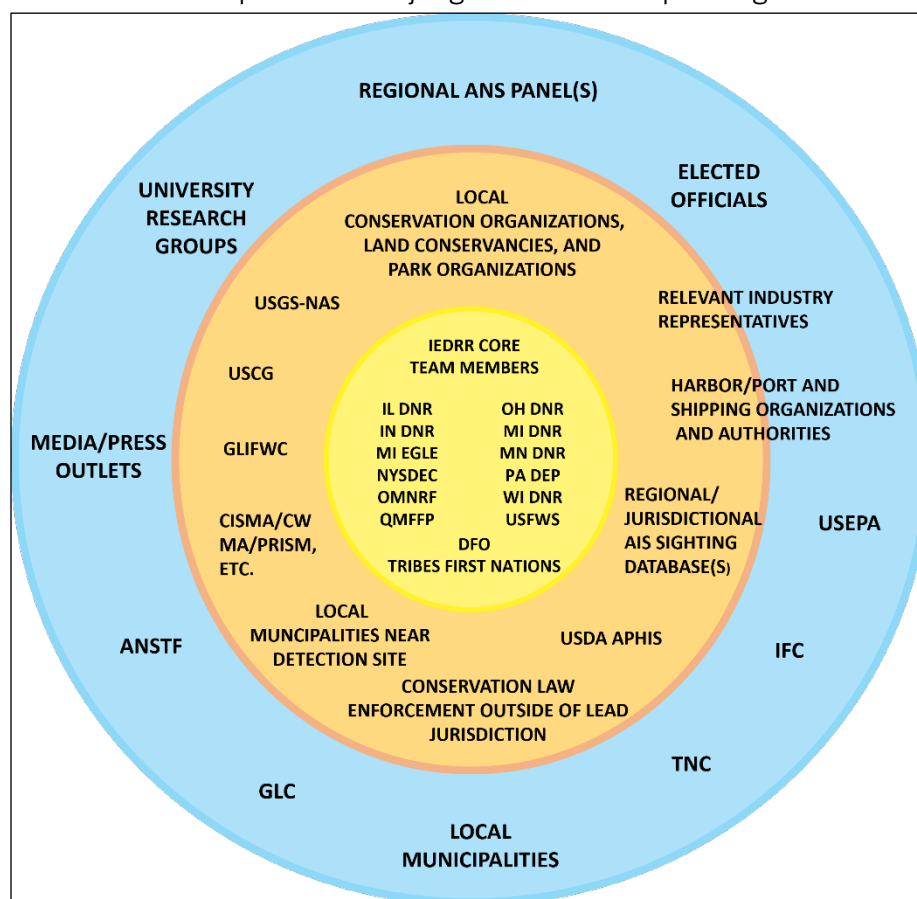 REGIONAL ANS PANEL(S)
UNIVERSITY
RESEARCH
GROUPS
ELECTED
OFFICIALS
LOCAL
CONSERVATION ORGANIZATIONS,
LAND CONSERVANCIES, AND
PARK ORGANIZATIONS
USGS-NAS
RELEVANT INDUSTRY
REPRESENTATIVES
IEDRR CORE
TEAM MEMBERS
USCG
HARBOR/PORT AND
SHIPPING ORGANIZATIONS
AND AUTHORITIES
IL DNR OH DNR
IN DNR MI DNR
MI EGLE MN DNR
NYSDEC PA DEP
OMNRF WI DNR
QMFFP USFWS
DFO
TRIBES FIRST NATIONS
MEDIA/PRESS
OUTLETS
GLIFWC
CISMA/CW
MA/PRISM,
ETC.
REGIONAL/
JURISDICTIONAL
AIS SIGHTING
DATABASE(S)
USEPA
LOCAL
MUNCIPALITIES NEAR
DETECTION SITE
USDA APHIS
ANSTF
IFC
CONSERVATION LAW
ENFORCEMENT OUTSIDE OF LEAD
JURISDICTION
TNC
GLC
LOCAL
MUNICIPALITIES